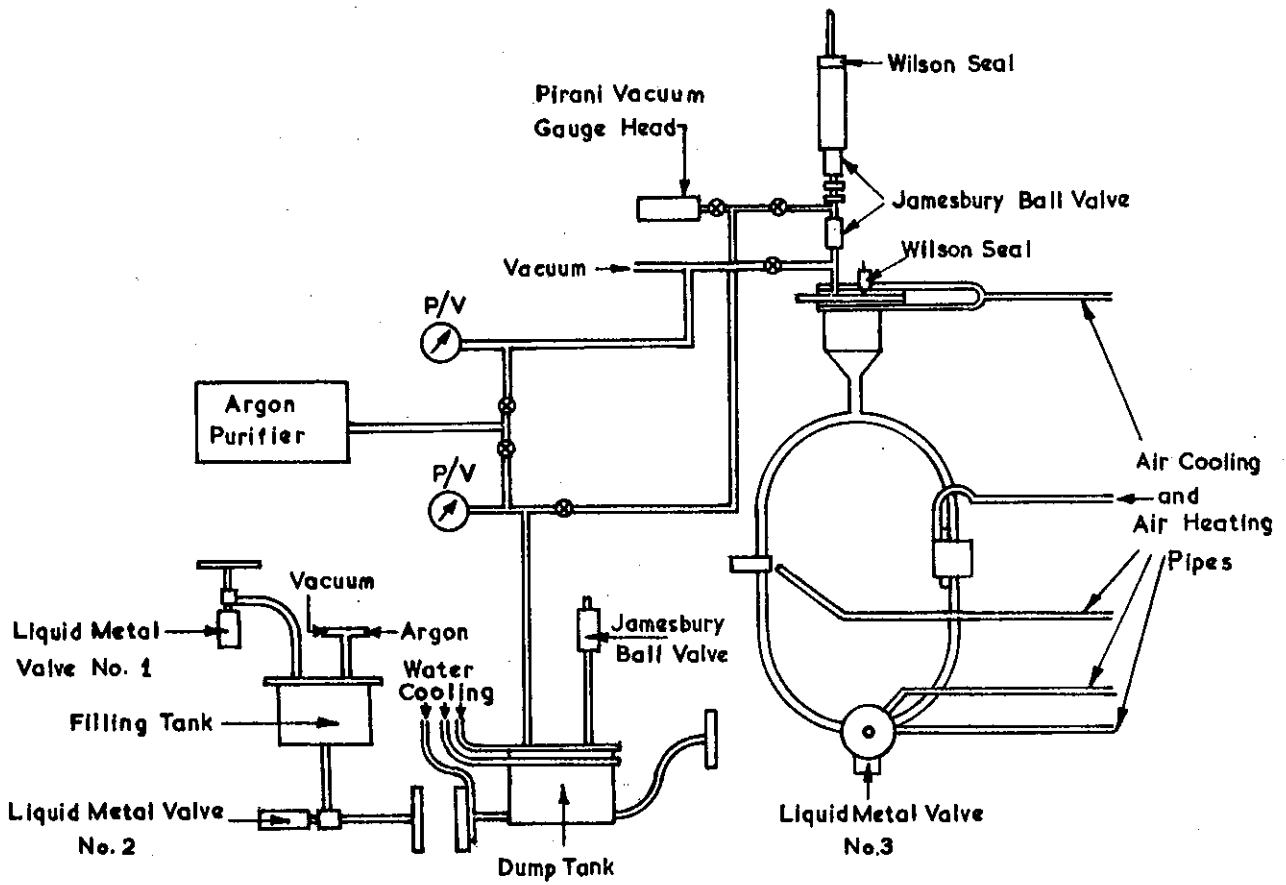 Wilson Seal
Pirani Vacuum
Gauge Head
Jamesbury Ball Valve
Wilson Seal
Vacuum
P/V
Argon
Purifier
P/V
Air Cooling
and
Air Heating
Pipes
Vacuum
Argon
Liquid Metal
Valve No. 1
Jamesbury
Ball Valve
Water
Cooling
Filling Tank
Liquid Metal Valve
No. 2
Dump Tank
Liquid Metal Valve
No.3